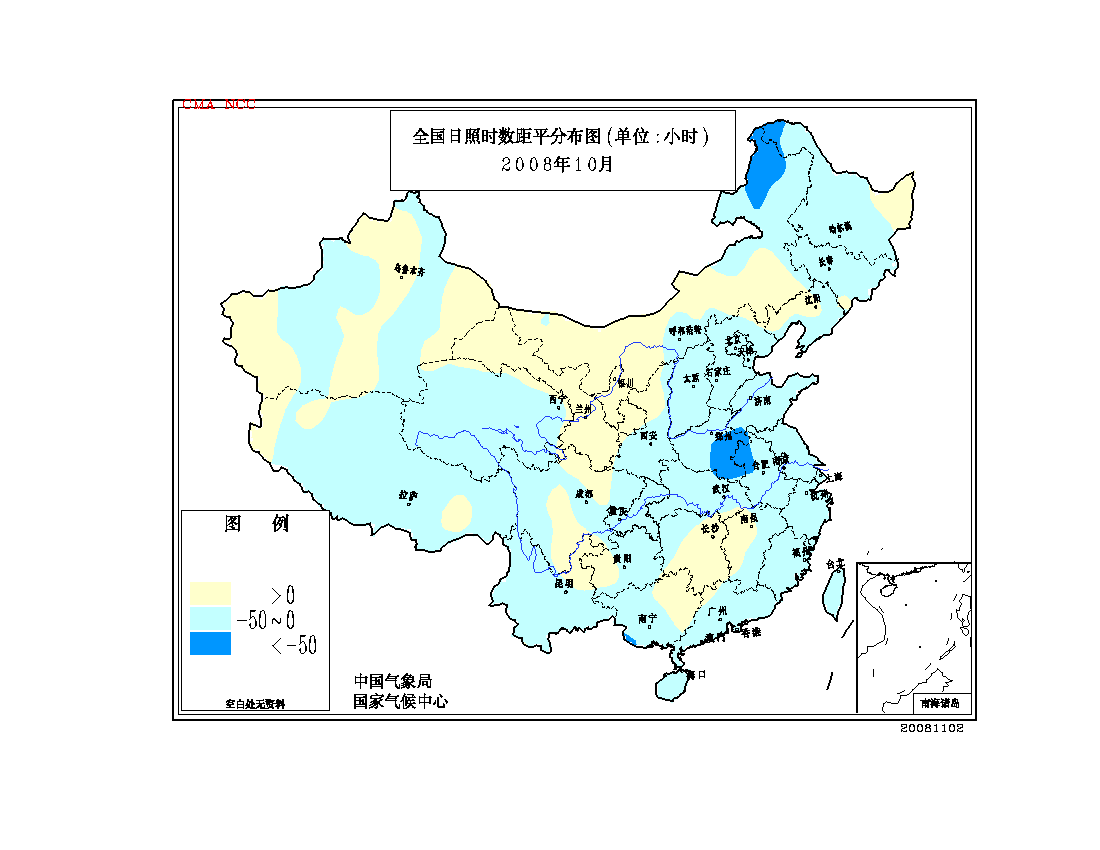 CMA NCC
全国日照时数距平分布图(单位:小时)
2008年10月
哈尔滨
长春
乌鲁木齐
沈阳
呼和浩特
北京
天津
银川
太原
石家庄
济南
西宁
兰州
西安
郑州
合肥
南京
上海
拉萨
成都
武汉
杭州
重庆
长沙
南昌
贵阳
福州
台北
昆明
南宁
广州
澳门
香港
海口
图 例
>0
-50~0
<-50
空白处无资料
中国气象局
国家气候中心
南海诸岛
20081102